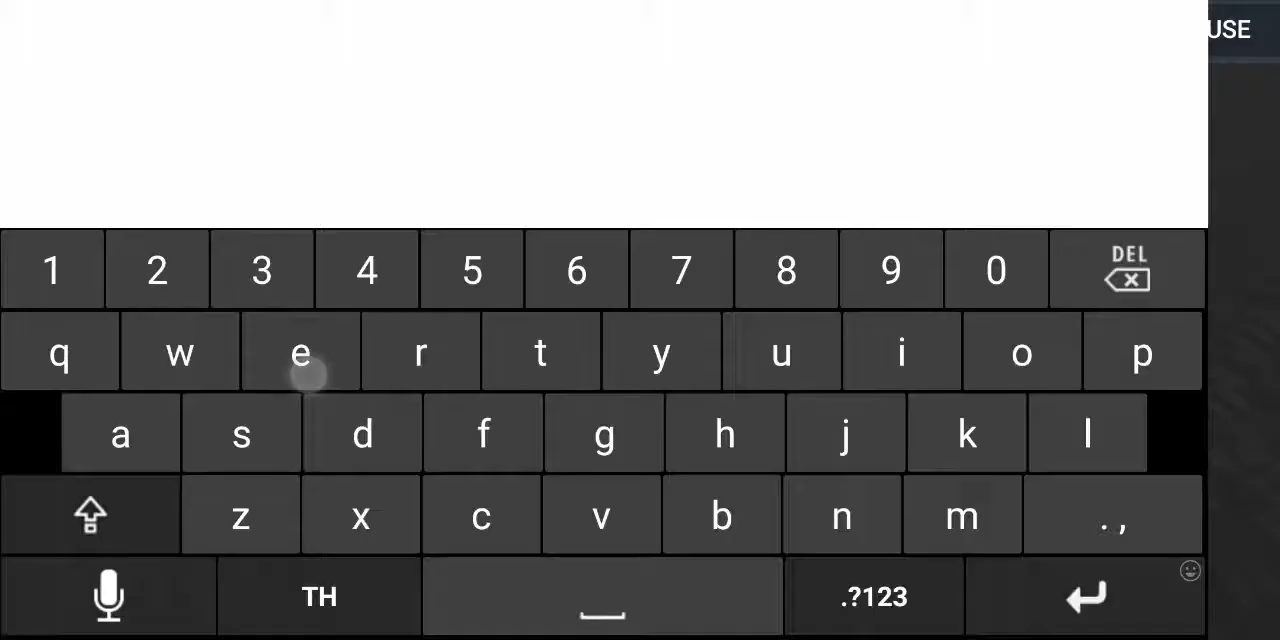 USE
1 2 3 4 5 6 7 8 9 0 DEL
q w e r t y u i o p
a s d f g h j k l
z x c v b n m . ,
TH .?123